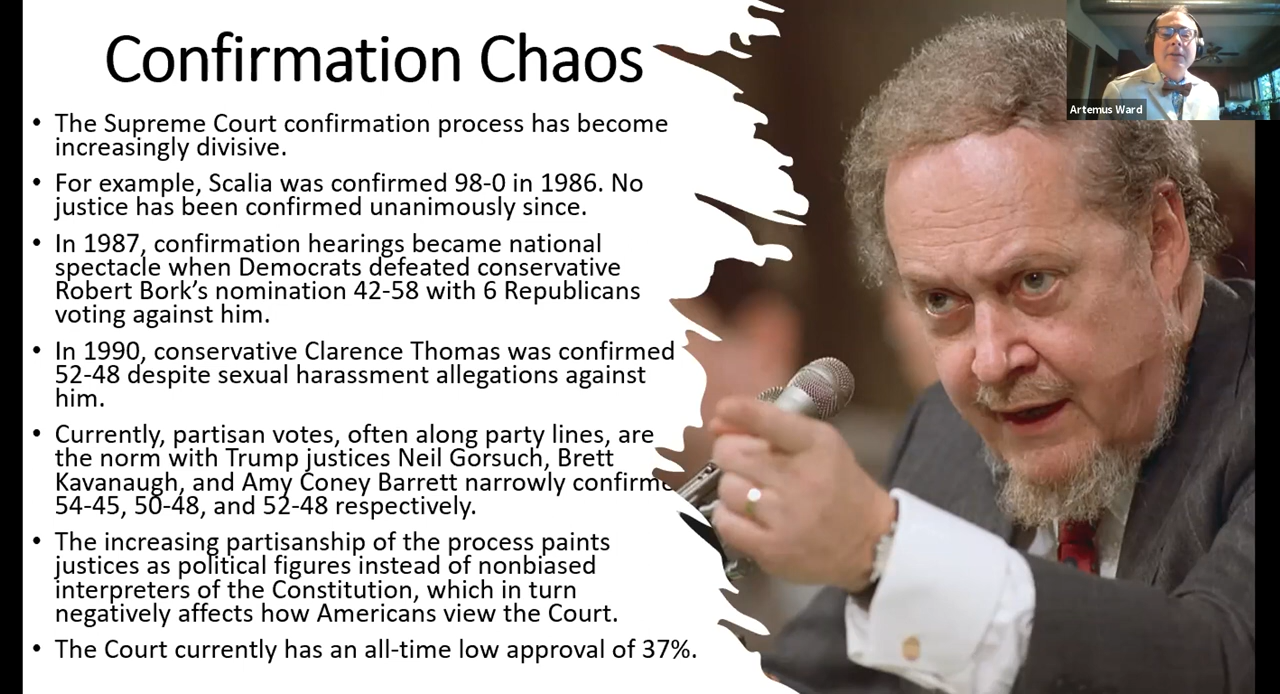 Confirmation Chaos
• The Supreme Court confirmation process has become
increasingly divisive.
• For example, Scalia was confirmed 98-0 in 1986. No
justice has been confirmed unanimously since.
• In 1987, confirmation hearings became national
spectacle when Democrats defeated conservative
Robert Bork's nomination 42-58 with 6 Republicans
voting against him.
• In 1990, conservative Clarence Thomas was confirmed
52-48 despite sexual harassment allegations against
him.
• Currently, partisan votes, often along party lines, are
the norm with Trump justices Neil Gorsuch, Brett
Kavanaugh, and Amy Coney Barrett narrowly confirme
54-45, 50-48, and 52-48 respectively.
• The increasing partisanship of the process paints
justices as political figures instead of nonbiased
interpreters of the Constitution, which in turn
negatively affects how Americans view the Court.
• The Court currently has an all-time low approval of 37%.
Artemus Ward